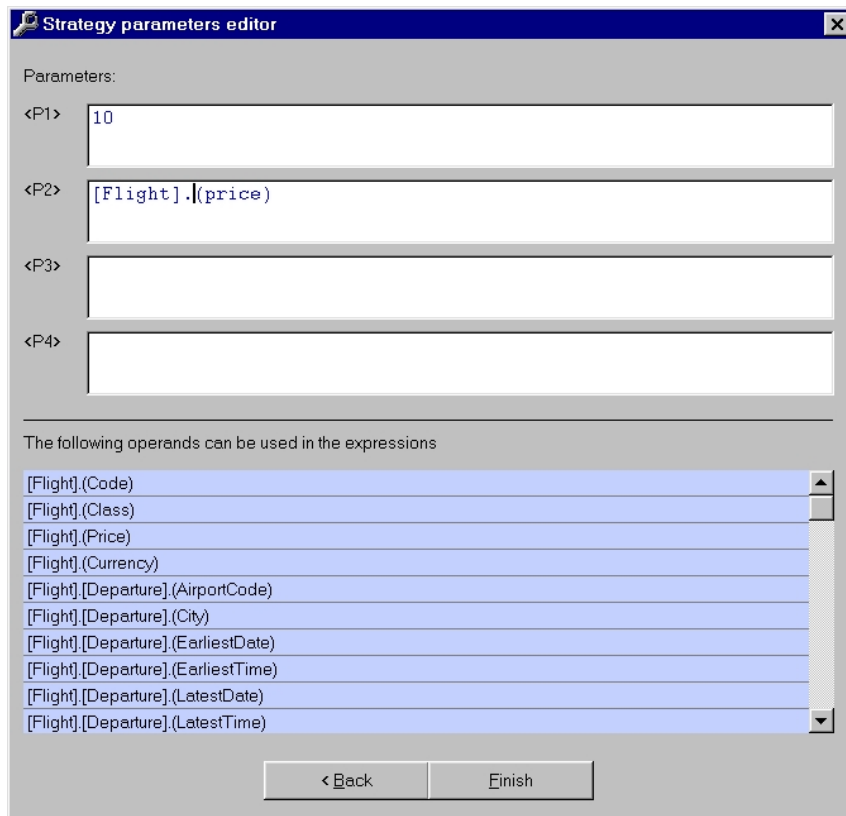 Strategy parameters editor
Parameters:
<P1> 10
<P2> [Flight].(price)
<P3>
<P4>
The following operands can be used in the expressions
[Flight].(Code)
[Flight].(Class)
[Flight].(Price)
[Flight].(Currency)
[Flight].[Departure].(AirportCode)
[Flight].[Departure].(City)
[Flight].[Departure].(EarliestDate)
[Flight].[Departure].(EarliestTime)
[Flight].[Departure].(LatestDate)
[Flight].[Departure].(LatestTime)
< Back Finish